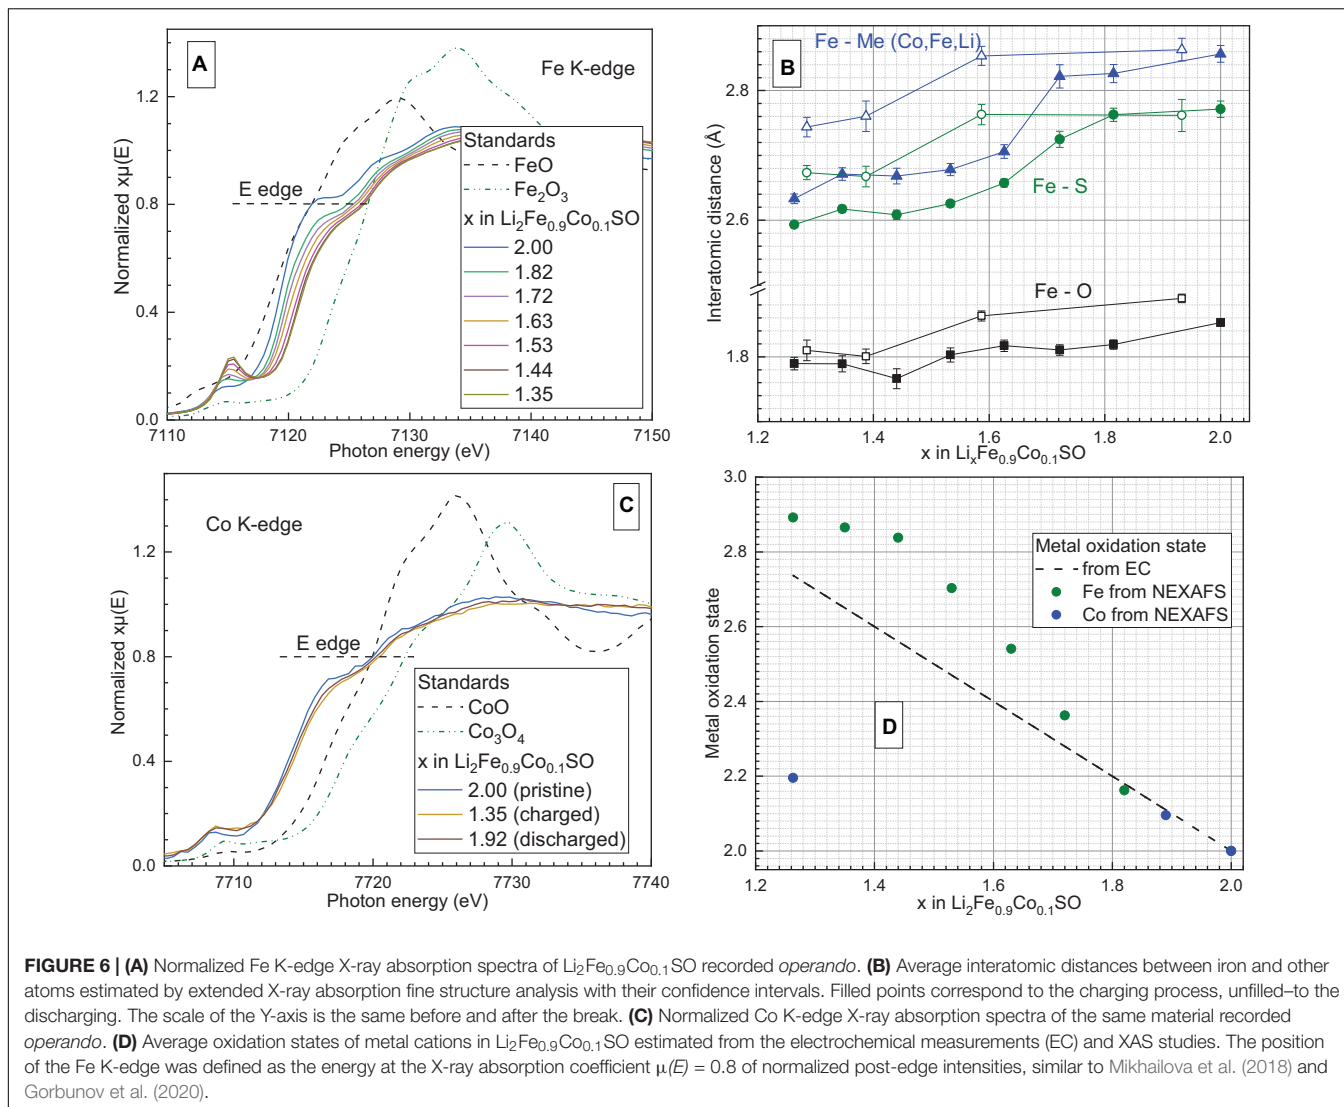 A
Fe K-edge
Normalized xμ(E)
1.2
0.8
0.4
0.0
E edge
Standards
FeO
Fe₂O₃
x in Li₂Fe₀.₉Co₀.₁SO
2.00
1.82
1.72
1.63
1.53
1.44
1.35
7110 7120 7130 7140 7150
Photon energy (eV)
B
Fe - Me (Co,Fe,Li)
Fe - S
Fe - O
Interatomic distance (Å)
2.8
2.6
1.8
1.2 1.4 1.6 1.8 2.0
x in LiₓFe₀.₉Co₀.₁SO
C
Co K-edge
Normalized xμ(E)
1.2
0.8
0.4
0.0
E edge
Standards
CoO
Co₃O₄
x in Li₂Fe₀.₉Co₀.₁SO
2.00 (pristine)
1.35 (charged)
1.92 (discharged)
7710 7720 7730 7740
Photon energy (eV)
D
Metal oxidation state
3.0
2.8
2.6
2.4
2.2
2.0
Metal oxidation state
from EC
Fe from NEXAFS
Co from NEXAFS
1.2 1.4 1.6 1.8 2.0
x in Li₂Fe₀.₉Co₀.₁SO
FIGURE 6 | (A) Normalized Fe K-edge X-ray absorption spectra of Li₂Fe₀.₉Co₀.₁SO recorded operando. (B) Average interatomic distances between iron and other
atoms estimated by extended X-ray absorption fine structure analysis with their confidence intervals. Filled points correspond to the charging process, unfilled–to the
discharging. The scale of the Y-axis is the same before and after the break. (C) Normalized Co K-edge X-ray absorption spectra of the same material recorded
operando. (D) Average oxidation states of metal cations in Li₂Fe₀.₉Co₀.₁SO estimated from the electrochemical measurements (EC) and XAS studies. The position
of the Fe K-edge was defined as the energy at the X-ray absorption coefficient μ(E) = 0.8 of normalized post-edge intensities, similar to Mikhailova et al. (2018) and
Gorbunov et al. (2020).